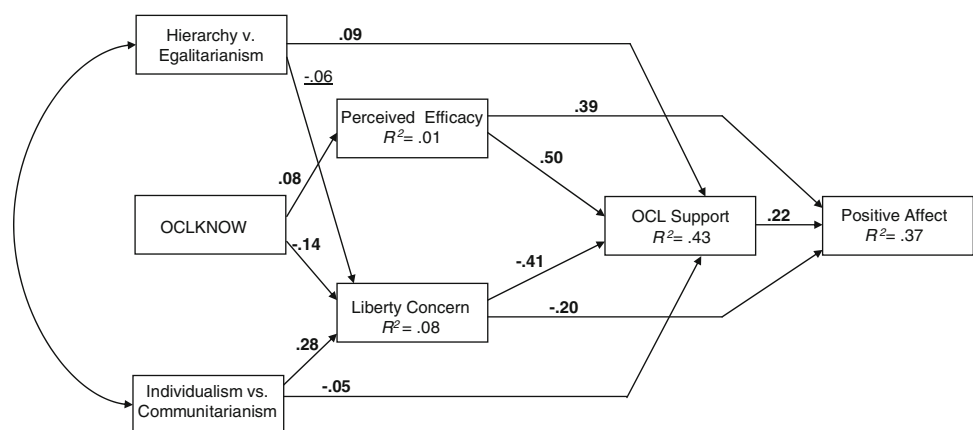 Hierarchy v.
Egalitarianism
.09
-.06
Perceived Efficacy
R²= .01
.39
.50
.08
OCLKNOW
-.14
OCL Support
R²= .43
.22
Positive Affect
R²= .37
-.41
Liberty Concern
R² = .08
-.20
.28
Individualism vs.
Communitarianism
-.05